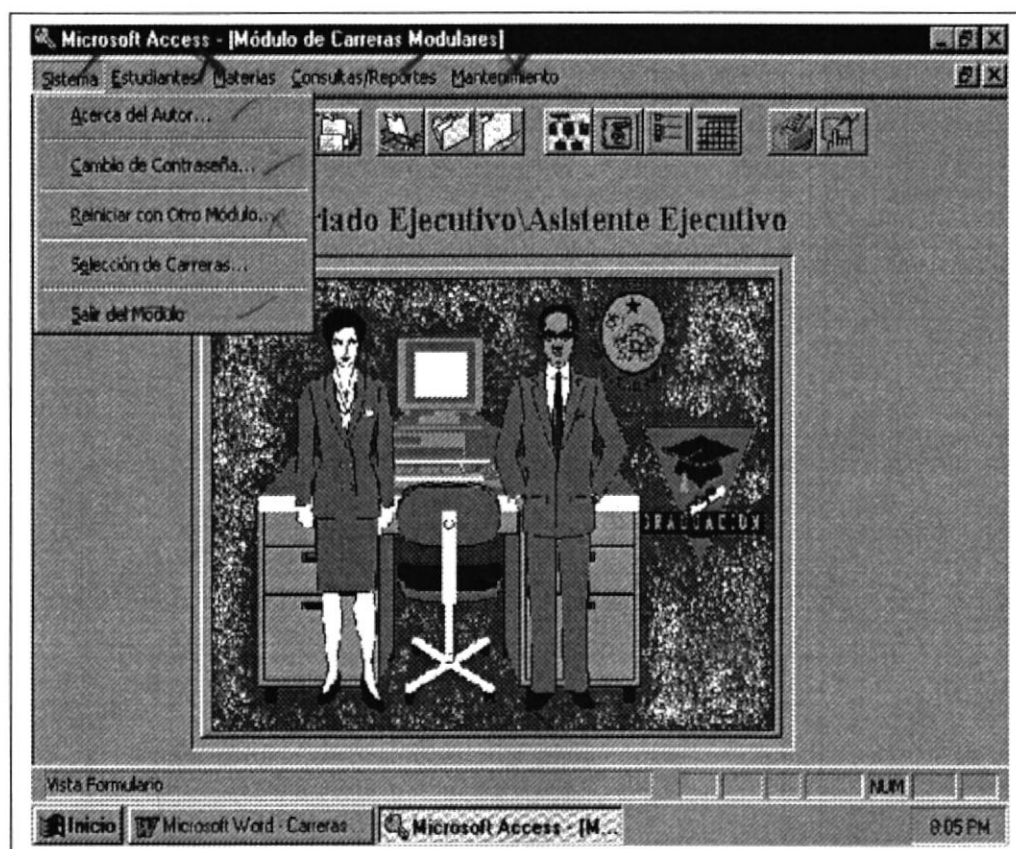 Microsoft Access - [Módulo de Carreras Modulares]
Sistema Estudiantes Materias Consultas/Reportes Mantenimiento
Acerca del Autor...
Cambio de Contraseña...
Reiniciar con Otro Módulo...
Selección de Carreras...
Salir del Módulo
iado Ejecutivo\Asistente Ejecutivo
GRADUACION
Vista Formulario
NUM
Inicio
Microsoft Word - Carreras
Microsoft Access - [M...
8:05 PM